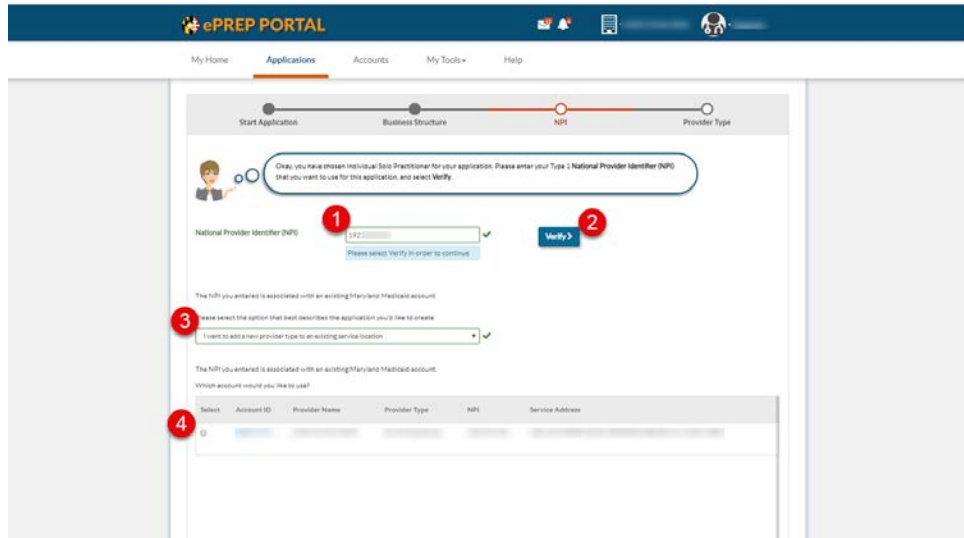 ePREP PORTAL
My Home Applications Accounts My Tools Help
Start Application Business Structure NPI Provider Type
Okay, you have chosen Individual Solo Practitioner for your application. Please enter your Type 1 National Provider Identifier (NPI)
that you want to use for this application, and select Verify.
1
2
National Provider Identifier (NPI) 192 Verify >
Please select Verify in order to continue
The NPI you entered is associated with an existing Maryland Medicaid account
3
Please select the option that best describes the application you'd like to create
I want to add a new provider type to an existing service location
The NPI you entered is associated with an existing Maryland Medicaid account.
Which account would you like to use?
Select Account ID Provider Name Provider Type NPI Service Address
4